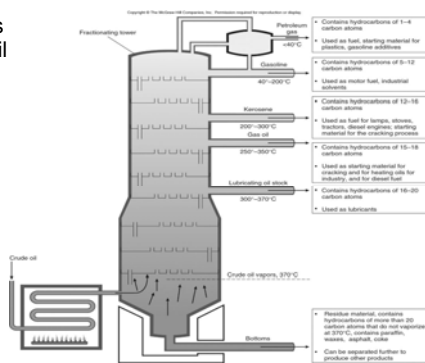 s
il
Copyright © The McGraw-Hill Companies, Inc. Permission required for reproduction or display.
Fractionating tower
Petroleum
gas
<40°C
• Contains hydrocarbons of 1–4
carbon atoms
• Used as fuel, starting material for
plastics, gasoline additives
Gasoline
40°–200°C
• Contains hydrocarbons of 5–12
carbon atoms
• Used as motor fuel, industrial
solvents
Kerosene
200°–300°C
• Contains hydrocarbons of 12–16
carbon atoms
• Used as fuel for lamps, stoves,
tractors, diesel engines; starting
material for the cracking process
Gas oil
250°–350°C
• Contains hydrocarbons of 15–18
carbon atoms
• Used as starting material for
cracking and for heating oils for
industry, and for diesel fuel
Lubricating oil stock
300°–370°C
• Contains hydrocarbons of 16–20
carbon atoms
• Used as lubricants
Crude oil
Crude oil vapors, 370°C
Bottoms
• Residue material, contains
hydrocarbons of more than 20
carbon atoms that do not vaporize
at 370°C, contains paraffin,
waxes, asphalt, coke
• Can be separated further to
produce other products